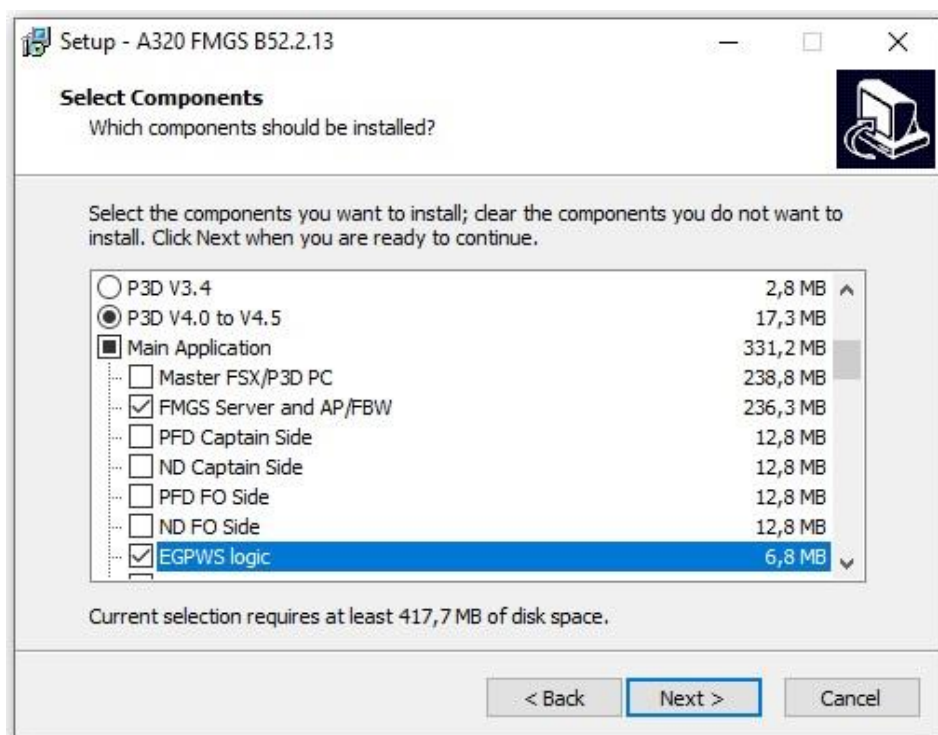 Setup - A320 FMGS B52.2.13
Select Components
Which components should be installed?
Select the components you want to install; clear the components you do not want to
install. Click Next when you are ready to continue.
P3D V3.4 2,8 MB
P3D V4.0 to V4.5 17,3 MB
Main Application 331,2 MB
Master FSX/P3D PC 238,8 MB
FMGS Server and AP/FBW 236,3 MB
PFD Captain Side 12,8 MB
ND Captain Side 12,8 MB
PFD FO Side 12,8 MB
ND FO Side 12,8 MB
EGPWS logic 6,8 MB
Current selection requires at least 417,7 MB of disk space.
< Back Next > Cancel